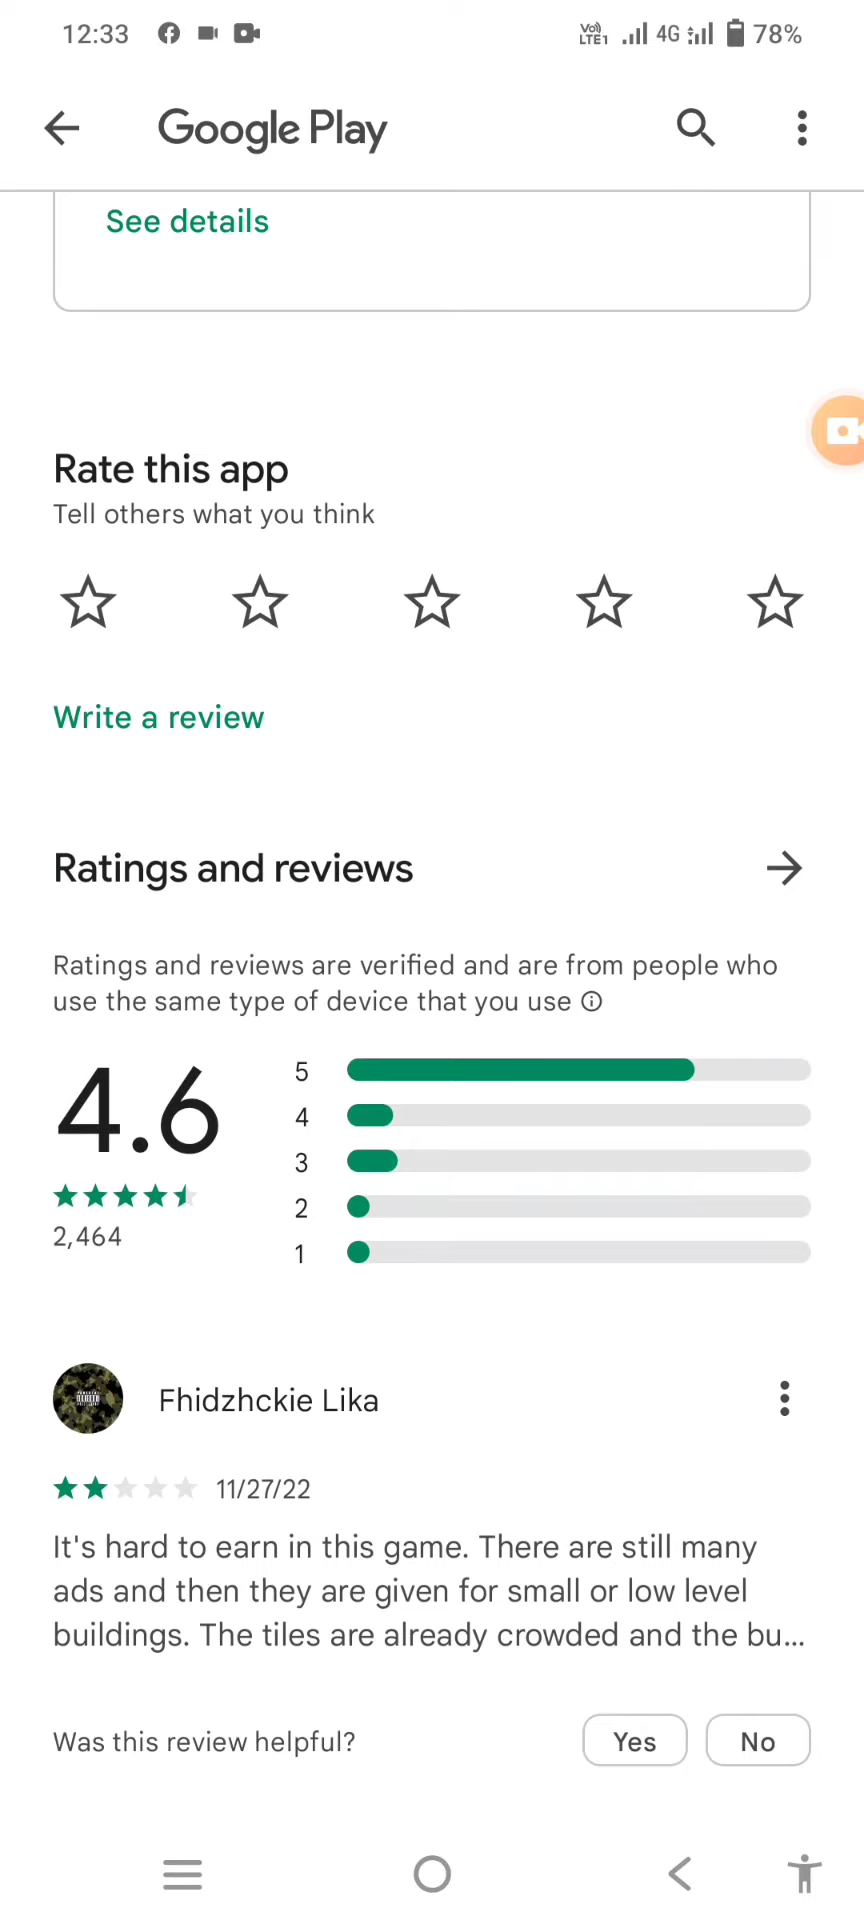 12:33 Vo) LTE1 4G 78%
Google Play
See details
Rate this app
Tell others what you think
Write a review
Ratings and reviews
Ratings and reviews are verified and are from people who
use the same type of device that you use
4.6
2,464
5
4
3
2
1
Fhidzhckie Lika
11/27/22
It's hard to earn in this game. There are still many
ads and then they are given for small or low level
buildings. The tiles are already crowded and the bu...
Was this review helpful? Yes No